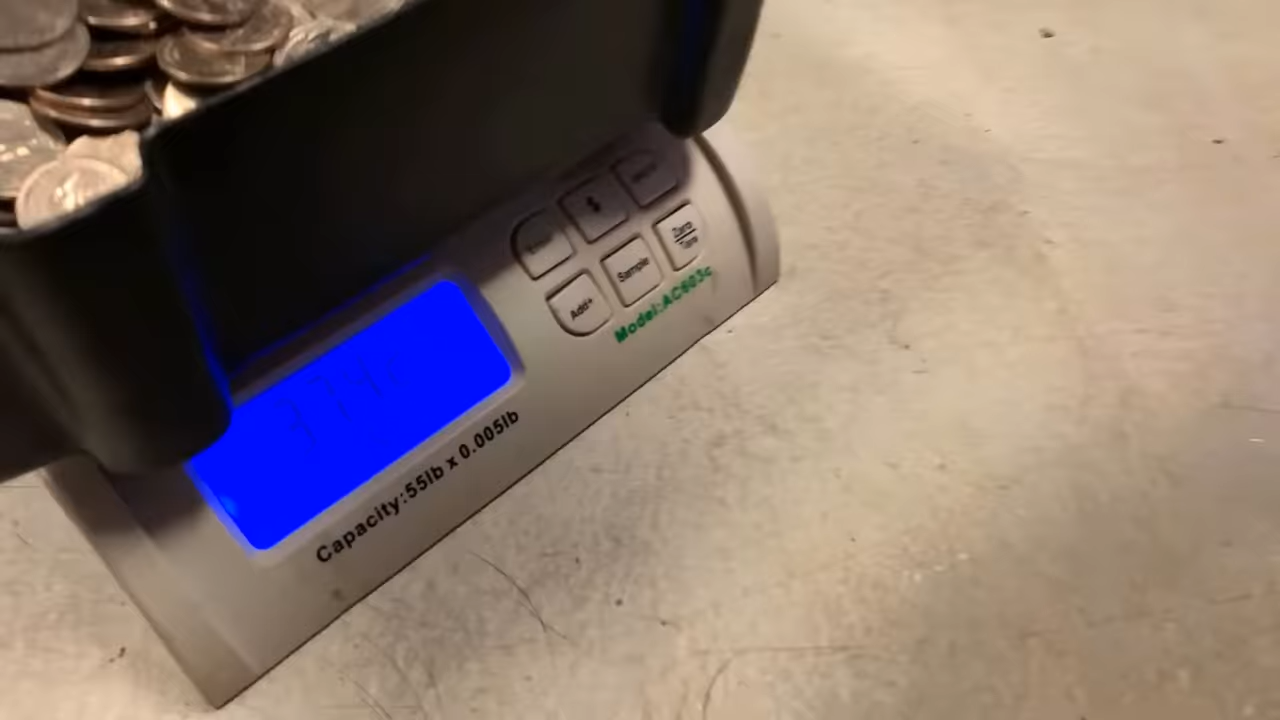 $
Zero
Tare
Add+
Sample
Model:AC603c
Capacity:55lb x 0.005lb